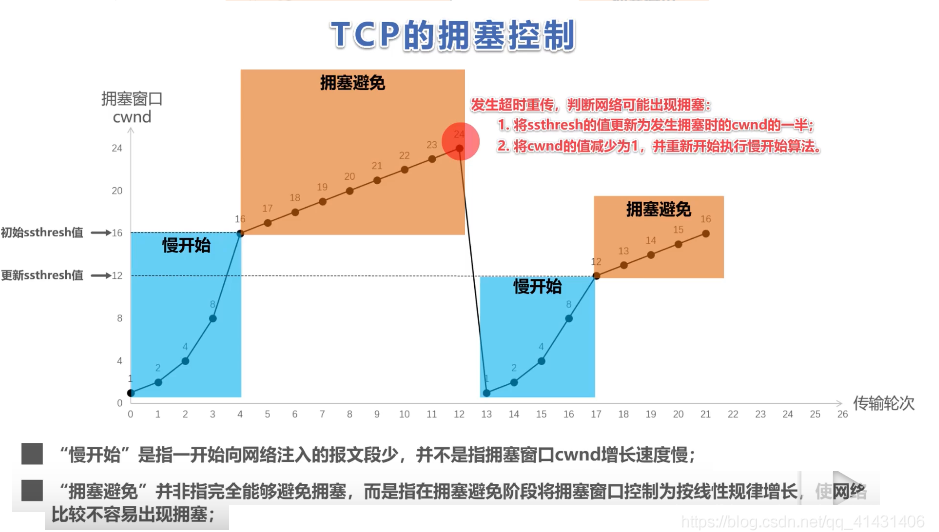 TCP的拥塞控制
拥塞窗口
cwnd
拥塞避免
发生超时重传，判断网络可能出现拥塞：
1. 将ssthresh的值更新为发生拥塞时的cwnd的一半；
2. 将cwnd的值减少为1，并重新开始执行慢开始算法。
24
20
初始ssthresh值
16
更新ssthresh值
12
8
4
0
慢开始
1
2
4
8
16
17
18
19
20
21
22
23
24
慢开始
1
2
4
8
拥塞避免
12
13
14
15
16
0 1 2 3 4 5 6 7 8 9 10 11 12 13 14 15 16 17 18 19 20 21 22 23 24 25 26
传输轮次
“慢开始”是指一开始向网络注入的报文段少，并不是指拥塞窗口cwnd增长速度慢；
“拥塞避免”并非指完全能够避免拥塞，而是指在拥塞避免阶段将拥塞窗口控制为按线性规律增长，使网络
比较不容易出现拥塞；
https://blog.csdn.net/qq_41431406